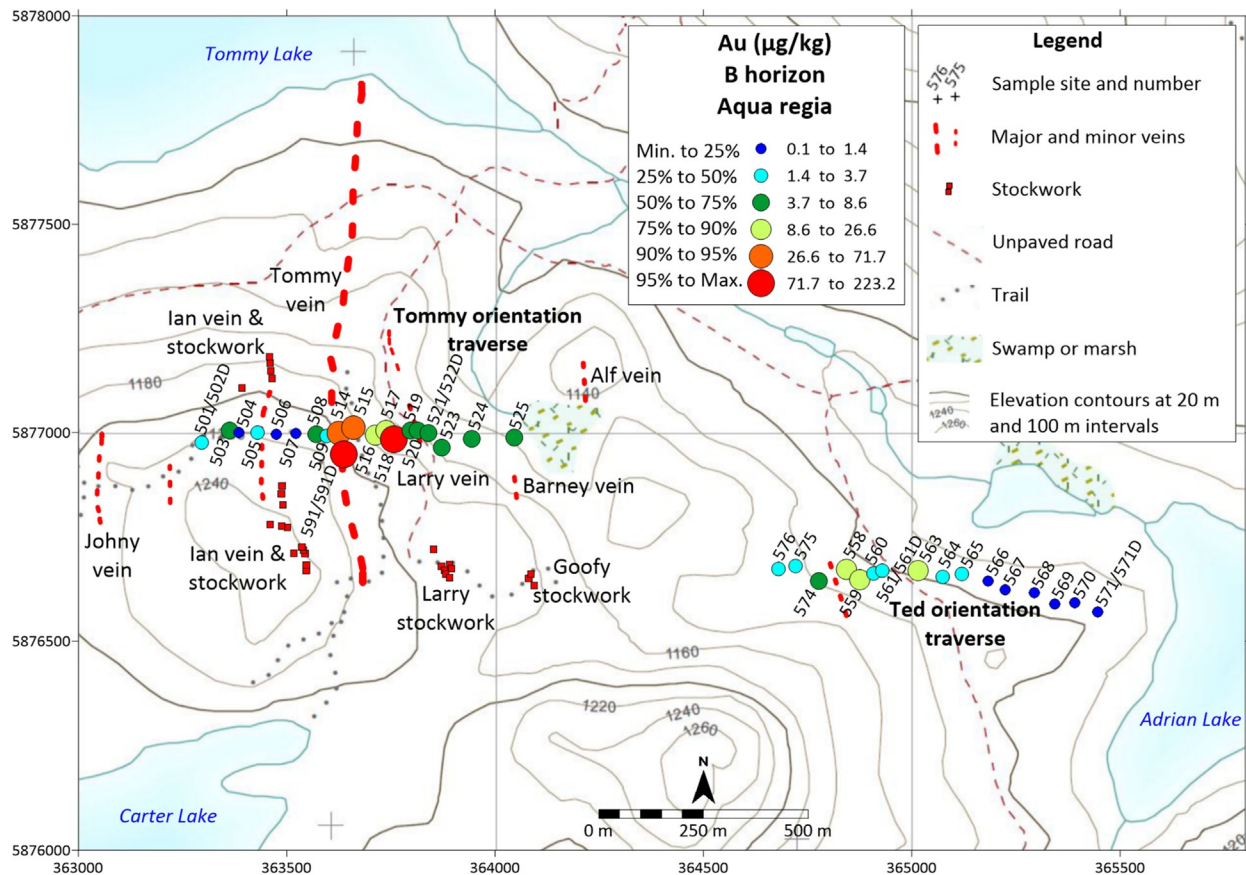 5878000
5877500
5877000
5876500
5876000
363000
363500
364000
364500
365000
365500
Tommy Lake
Au (µg/kg)
B horizon
Aqua regia
Min. to 25% 0.1 to 1.4
25% to 50% 1.4 to 3.7
50% to 75% 3.7 to 8.6
75% to 90% 8.6 to 26.6
90% to 95% 26.6 to 71.7
95% to Max. 71.7 to 223.2
Legend
576
575
Sample site and number
Major and minor veins
Stockwork
Unpaved road
Trail
Swamp or marsh
1240
1260
Elevation contours at 20 m
and 100 m intervals
Tommy
vein
Ian vein &
stockwork
Tommy orientation
traverse
Alf vein
1180
1140
501/502D
503
504
505
506
507
508
509
514
515
516
517
518
519
520
521/522D
523
524
525
591/591D
1240
Larry vein
Barney vein
Johny
vein
Ian vein &
stockwork
Larry
stockwork
Goofy
stockwork
576
575
574
558
559
560
561/561D
563
564
565
566
567
568
569
570
571/571D
Ted orientation
traverse
1160
1220
1240
1260
Carter Lake
Adrian Lake
N
0 m 250 m 500 m